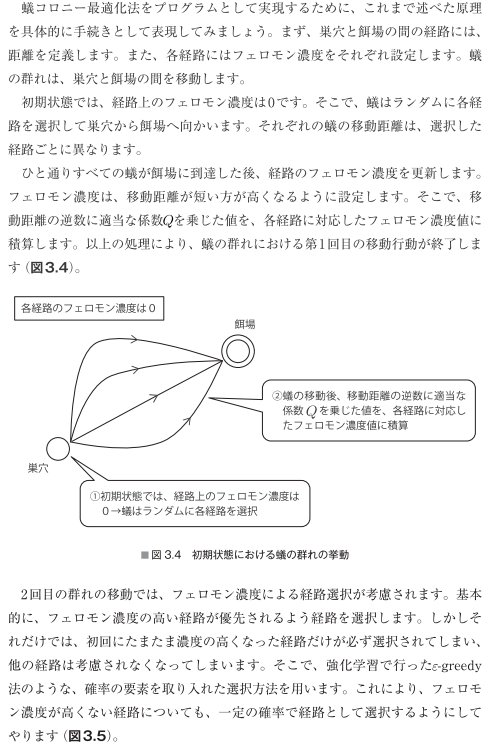 蟻コロニー最適化法をプログラムとして実現するために、これまで述べた原理
を具体的に手続きとして表現してみましょう。まず、巣穴と餌場の間の経路には、
距離を定義します。また、各経路にはフェロモン濃度をそれぞれ設定します。蟻
の群れは、巣穴と餌場の間を移動します。
初期状態では、経路上のフェロモン濃度は0です。そこで、蟻はランダムに各経
路を選択して巣穴から餌場へ向かいます。それぞれの蟻の移動距離は、選択した
経路ごとに異なります。
ひと通りすべての蟻が餌場に到達した後、経路のフェロモン濃度を更新します。
フェロモン濃度は、移動距離が短い方が高くなるように設定します。そこで、移
動距離の逆数に適当な係数Qを乗じた値を、各経路に対応したフェロモン濃度値に
積算します。以上の処理により、蟻の群れにおける第1回目の移動行動が終了しま
す（図3.4）。
各経路のフェロモン濃度は0
餌場
②蟻の移動後、移動距離の逆数に適当な
係数Qを乗じた値を、各経路に対応し
たフェロモン濃度値に積算
巣穴
①初期状態では、経路上のフェロモン濃度は
0→蟻はランダムに各経路を選択
■図3.4 初期状態における蟻の群れの挙動
2回目の群れの移動では、フェロモン濃度による経路選択が考慮されます。基本
的に、フェロモン濃度の高い経路が優先されるよう経路を選択します。しかしそ
れだけでは、初回にたまたま濃度の高くなった経路だけが必ず選択されてしまい、
他の経路は考慮されなくなってしまいます。そこで、強化学習で行ったε-greedy
法のような、確率の要素を取り入れた選択方法を用います。これにより、フェロモ
ン濃度が高くない経路についても、一定の確率で経路として選択するようにして
やります（図3.5）。